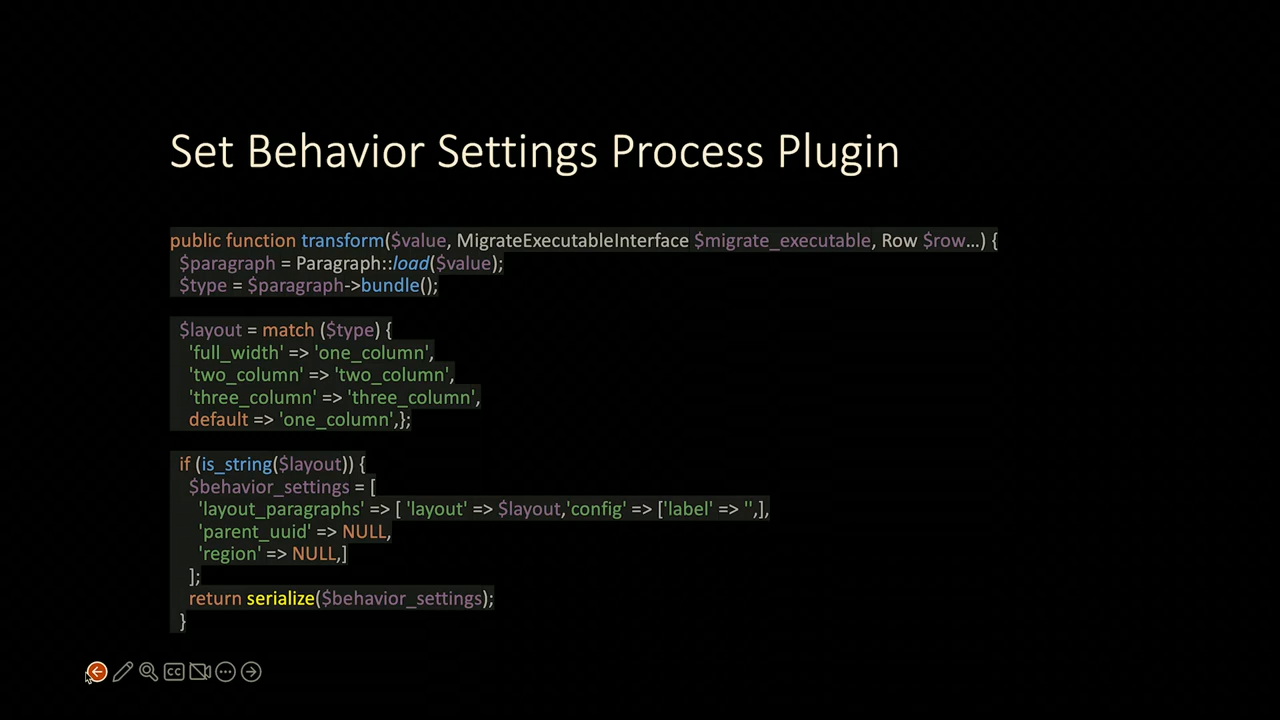 Set Behavior Settings Process Plugin
public function transform($value, MigrateExecutableInterface $migrate_executable, Row $row…) {
$paragraph = Paragraph::load($value);
$type = $paragraph->bundle();
$layout = match ($type) {
'full_width' => 'one_column',
'two_column' => 'two_column',
'three_column' => 'three_column',
default => 'one_column',};
if (is_string($layout)) {
$behavior_settings = [
'layout_paragraphs' => [ 'layout' => $layout,'config' => ['label' => '',],
'parent_uuid' => NULL,
'region' => NULL,]
];
return serialize($behavior_settings);
}
CC